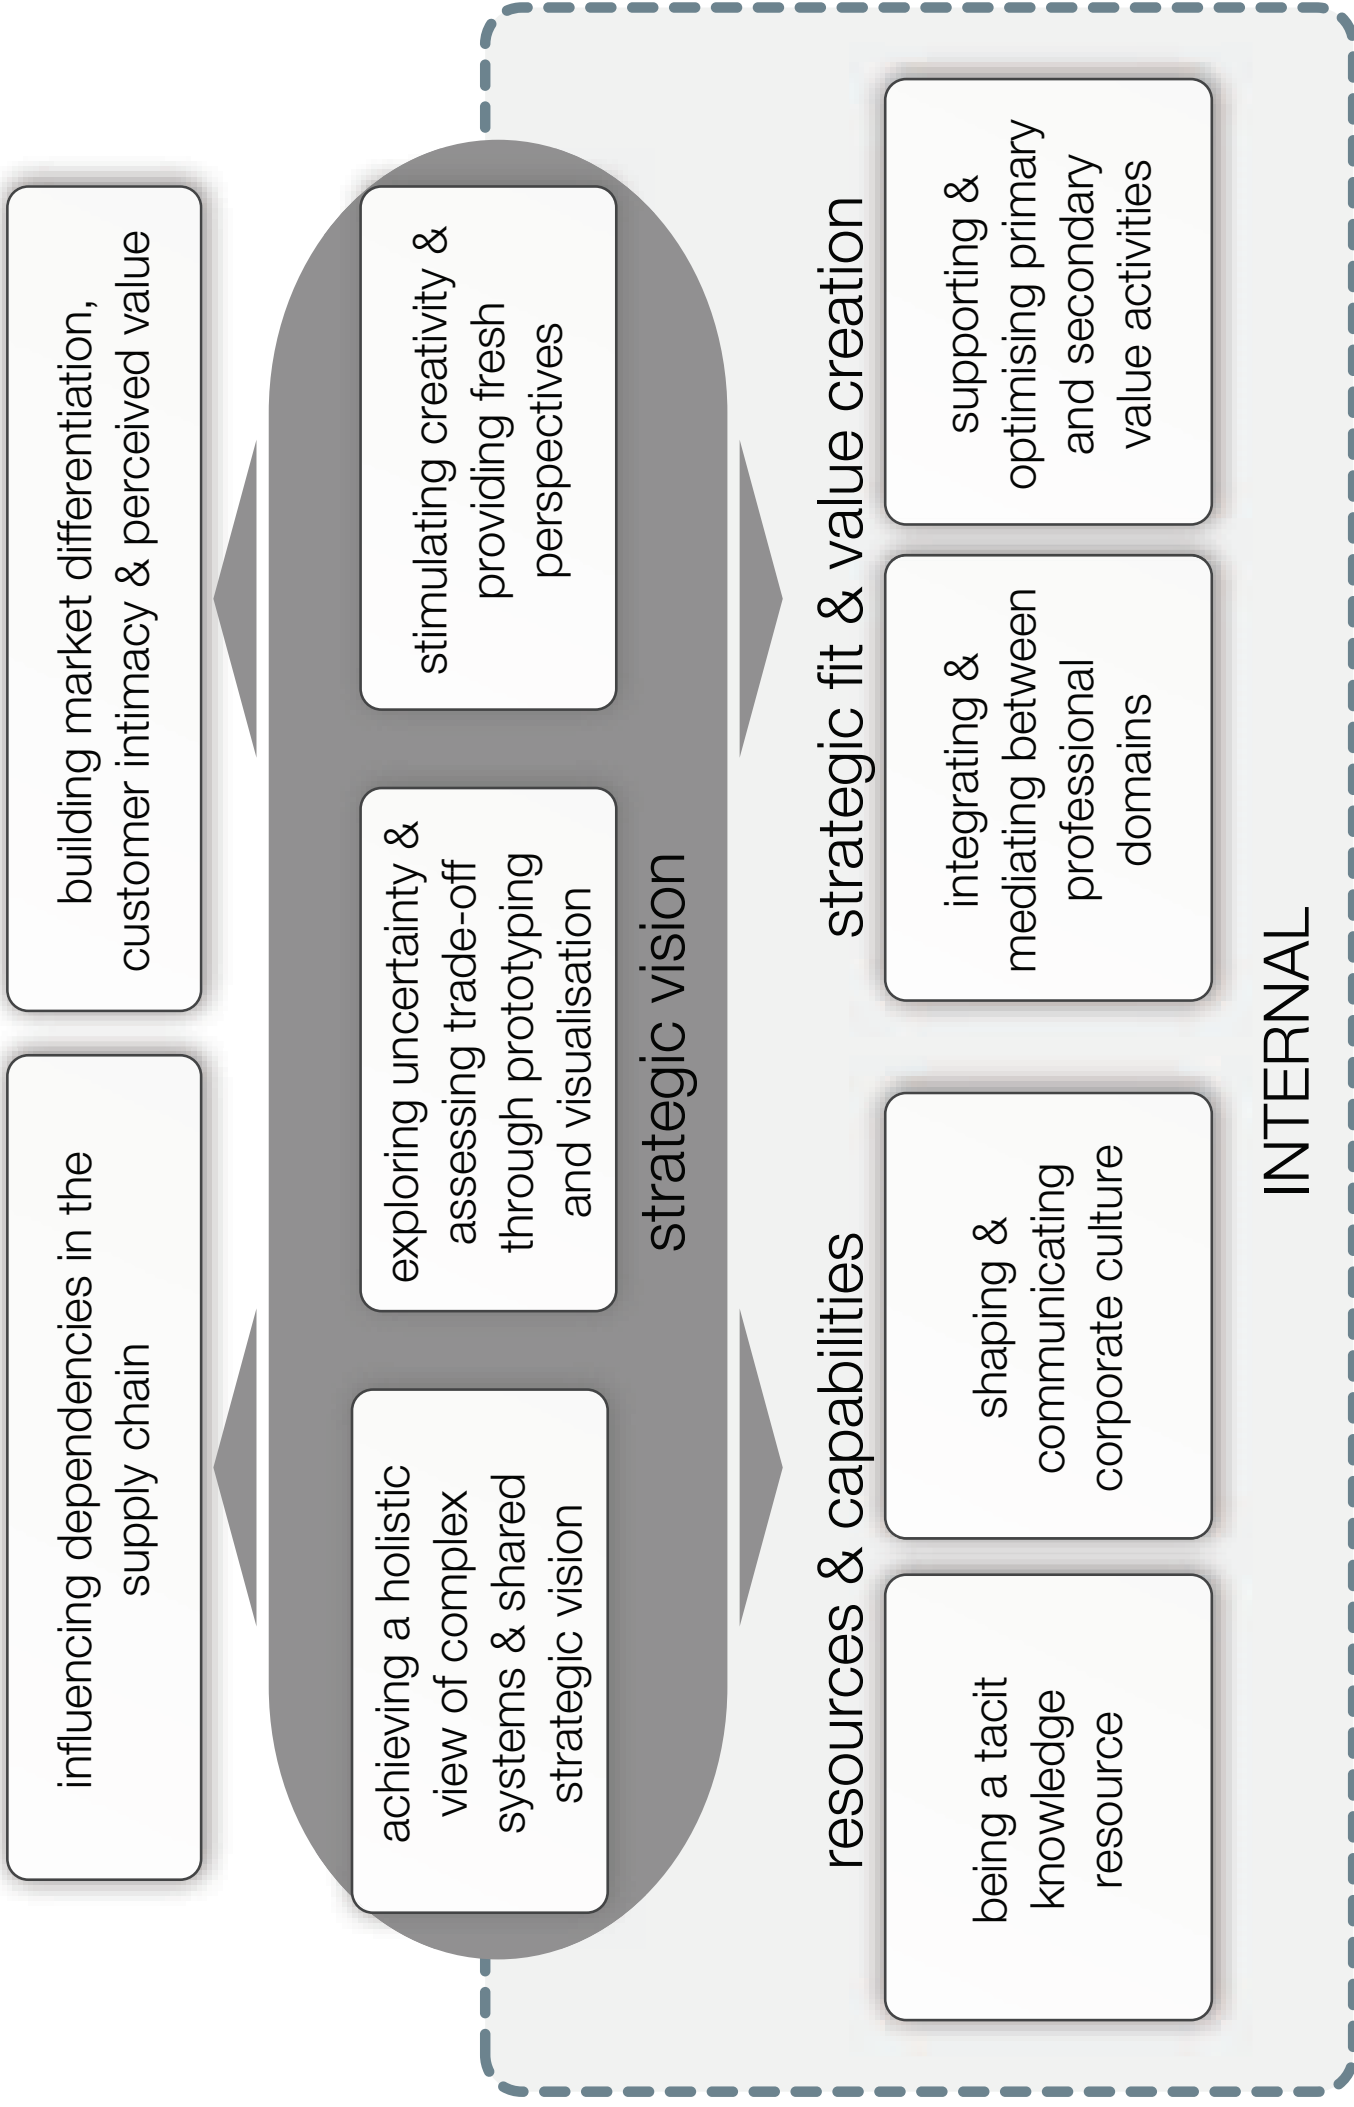 influencing dependencies in the
supply chain
building market differentiation,
customer intimacy & perceived value
achieving a holistic
view of complex
systems & shared
strategic vision
exploring uncertainty &
assessing trade-off
through prototyping
and visualisation
stimulating creativity &
providing fresh
perspectives
strategic vision
resources & capabilities
strategic fit & value creation
being a tacit
knowledge
resource
shaping &
communicating
corporate culture
integrating &
mediating between
professional
domains
supporting &
optimising primary
and secondary
value activities
INTERNAL